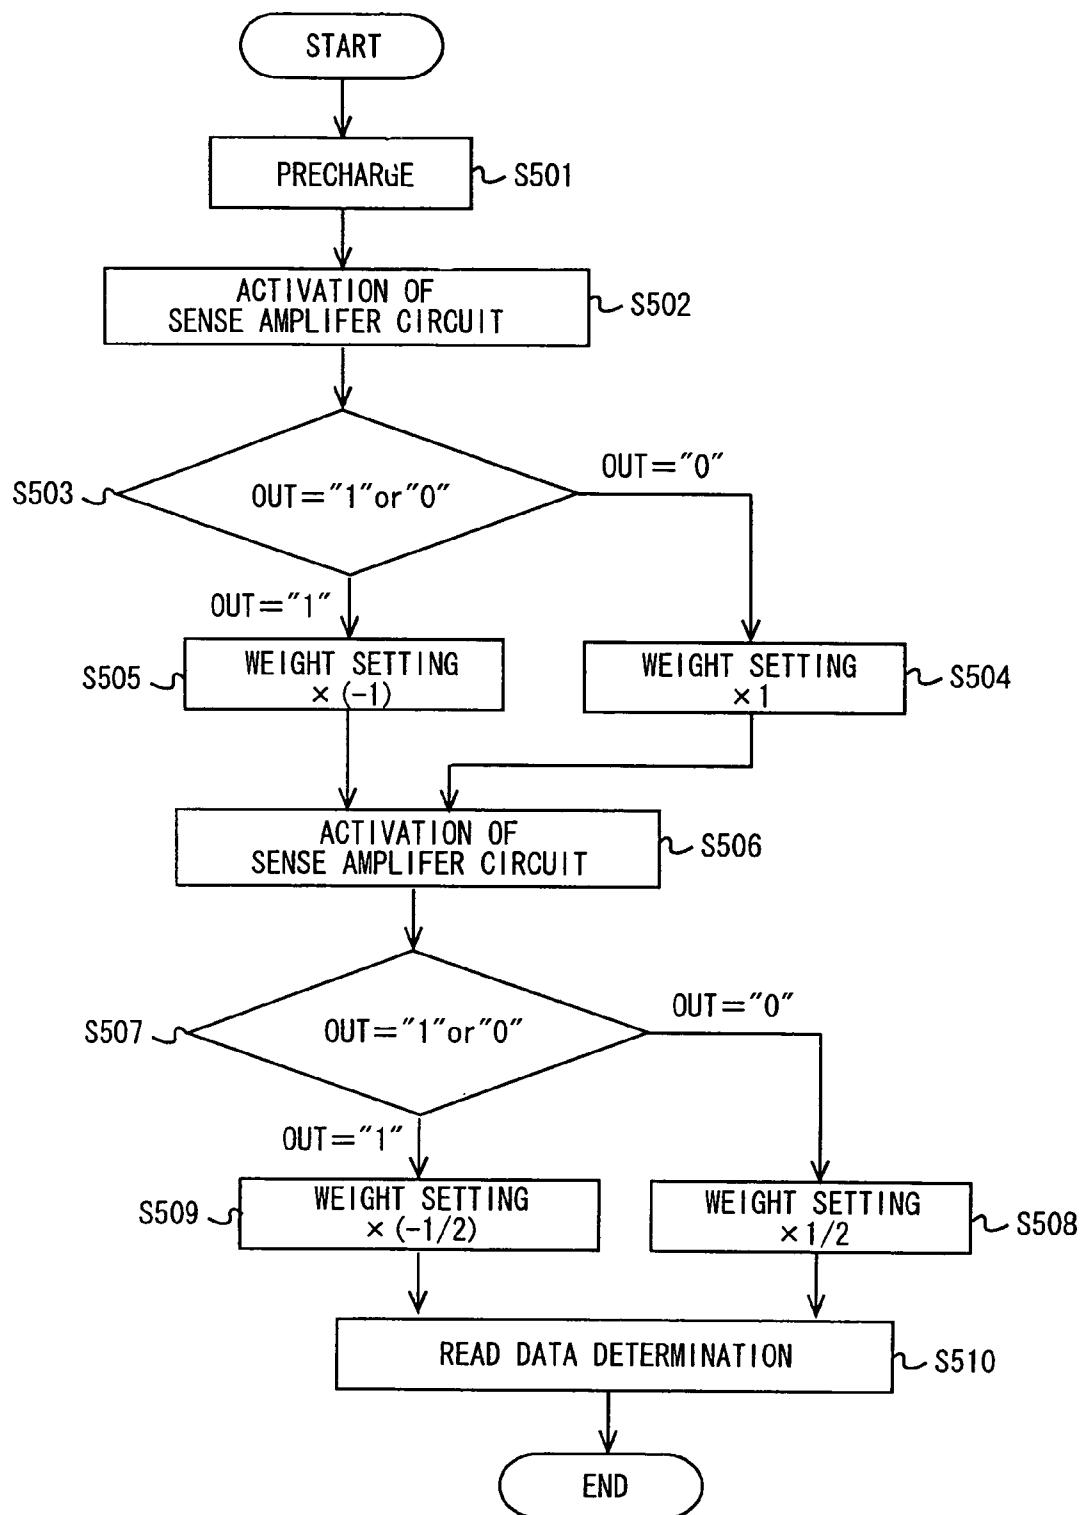 START
PRECHARGE
S501
ACTIVATION OF
SENSE AMPLIFER CIRCUIT
S502
OUT="0"
S503
OUT="1"or"0"
OUT="1"
WEIGHT SETTING
×(-1)
S505
WEIGHT SETTING
×1
S504
ACTIVATION OF
SENSE AMPLIFER CIRCUIT
S506
OUT="0"
S507
OUT="1"or"0"
OUT="1"
WEIGHT SETTING
×(-1/2)
S509
WEIGHT SETTING
×1/2
S508
READ DATA DETERMINATION
S510
END